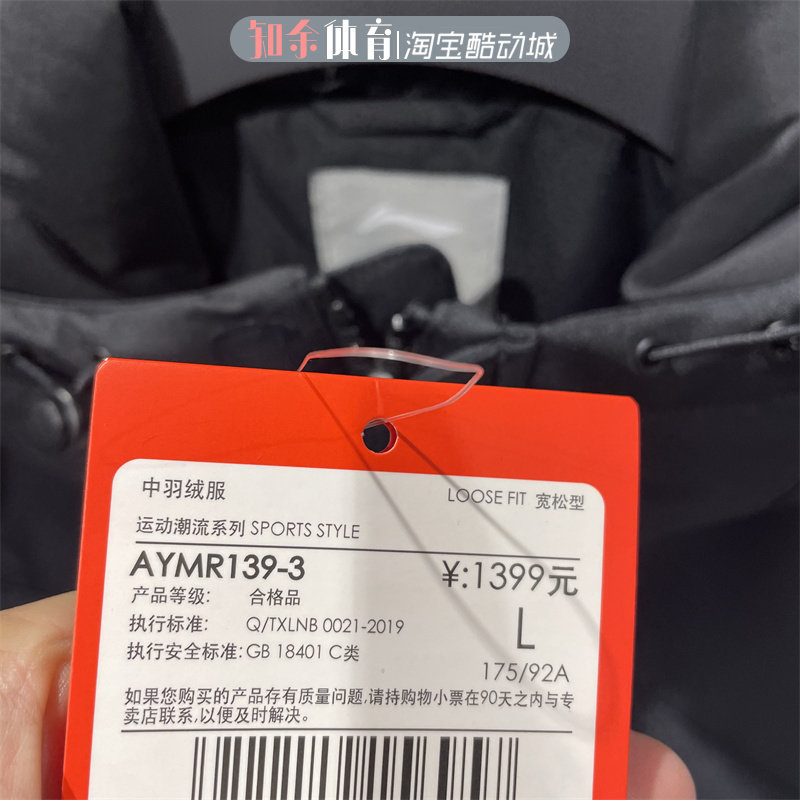 知余体育|淘宝酷动城
中羽绒服
LOOSE FIT 宽松型
运动潮流系列 SPORTS STYLE
AYMR139-3
¥:1399元
产品等级: 合格品
执行标准: Q/TXLNB 0021-2019
L
执行安全标准:GB 18401 C类
175/92A
如果您购买的产品存有质量问题,请持购物小票在90天之内与专
卖店联系,以便及时解决。